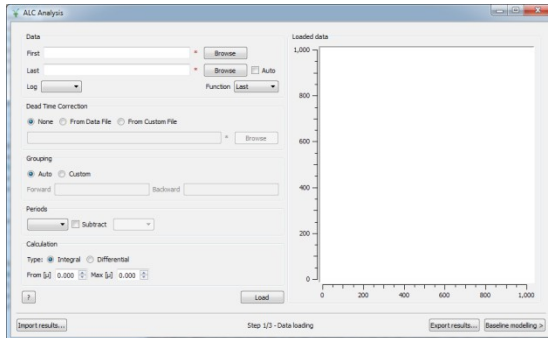 ALC Analysis
Data
First * Browse
Last * Browse Auto
Log Function Last
Dead Time Correction
None From Data File From Custom File
* Browse
Grouping
Auto Custom
Forward Backward
Periods
Subtract
Calculation
Type: Integral Differential
From [µ] 0.000 Max [µ] 0.000
? Load
Loaded data
1,000
800
600
400
200
0
0 200 400 600 800 1,000
Import results... Step 1/3 - Data loading Export results... Baseline modelling >